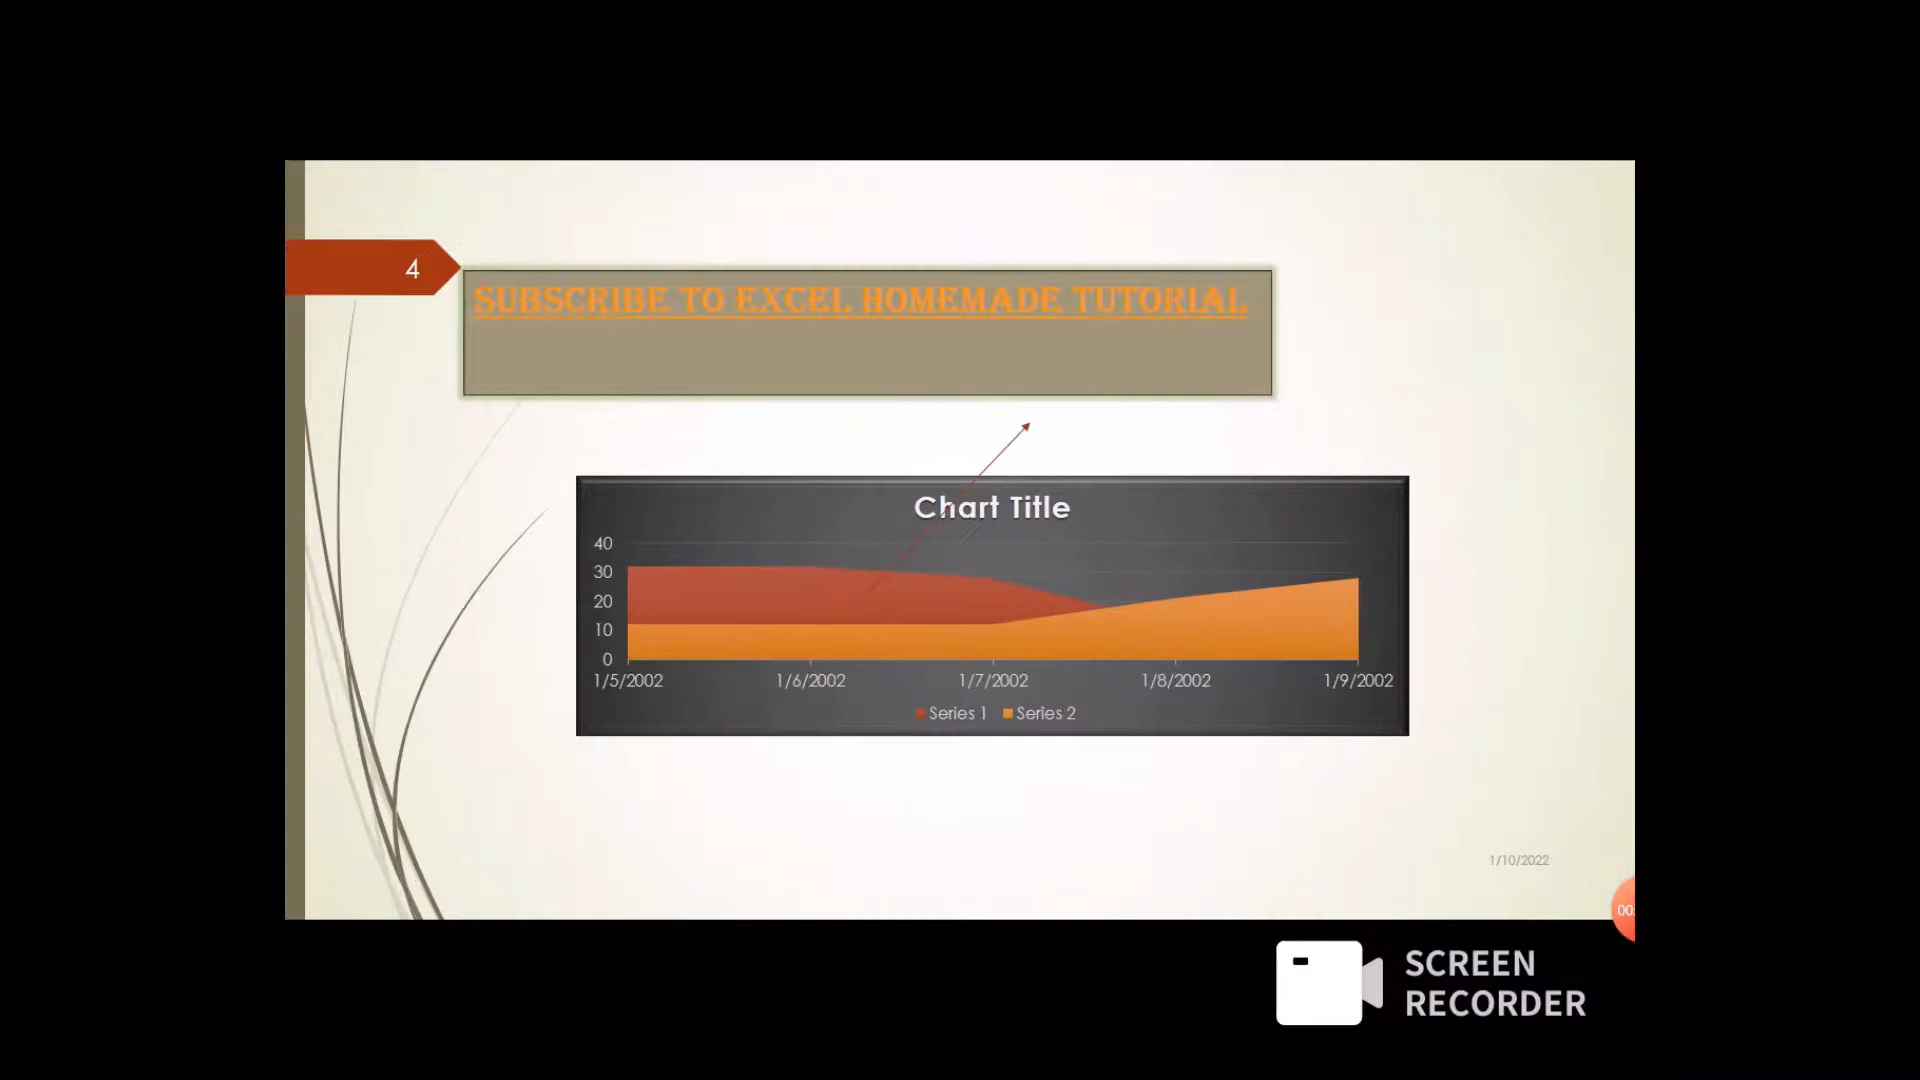 4
SUBSCRIBE TO EXCEL HOMEMADE TUTORIAL
Chart Title
40
30
20
10
0
1/5/2002 1/6/2002 1/7/2002 1/8/2002 1/9/2002
Series 1 Series 2
1/10/2022
00:
SCREEN
RECORDER